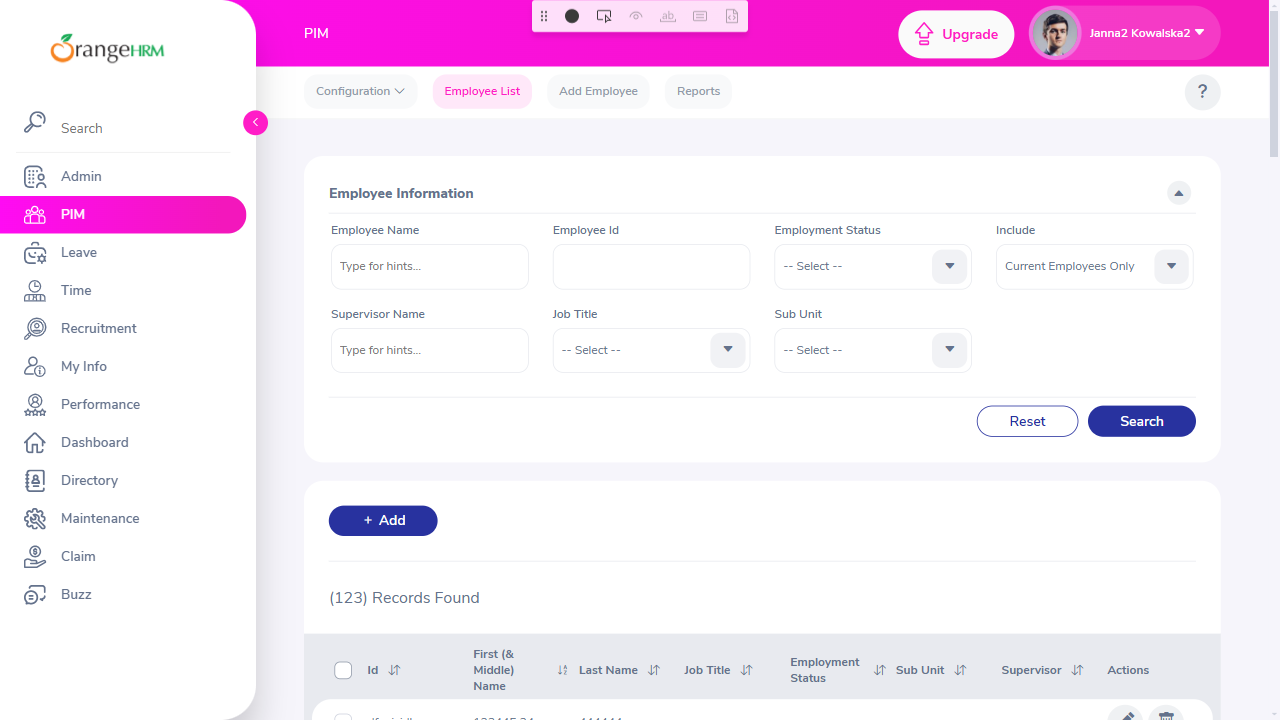 OrangeHRM
PIM
Upgrade
Janna2 Kowalska2
Search
Admin
PIM
Leave
Time
Recruitment
My Info
Performance
Dashboard
Directory
Maintenance
Claim
Buzz
Configuration
Employee List
Add Employee
Reports
?
Employee Information
Employee Name
Employee Id
Employment Status
Include
Type for hints...
-- Select --
Current Employees Only
Supervisor Name
Job Title
Sub Unit
Type for hints...
-- Select --
-- Select --
Reset
Search
+ Add
(123) Records Found
Id
First (& Middle) Name
Last Name
Job Title
Employment Status
Sub Unit
Supervisor
Actions